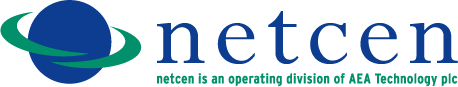 netcen
netcen is an operating division of AEA Technology plc